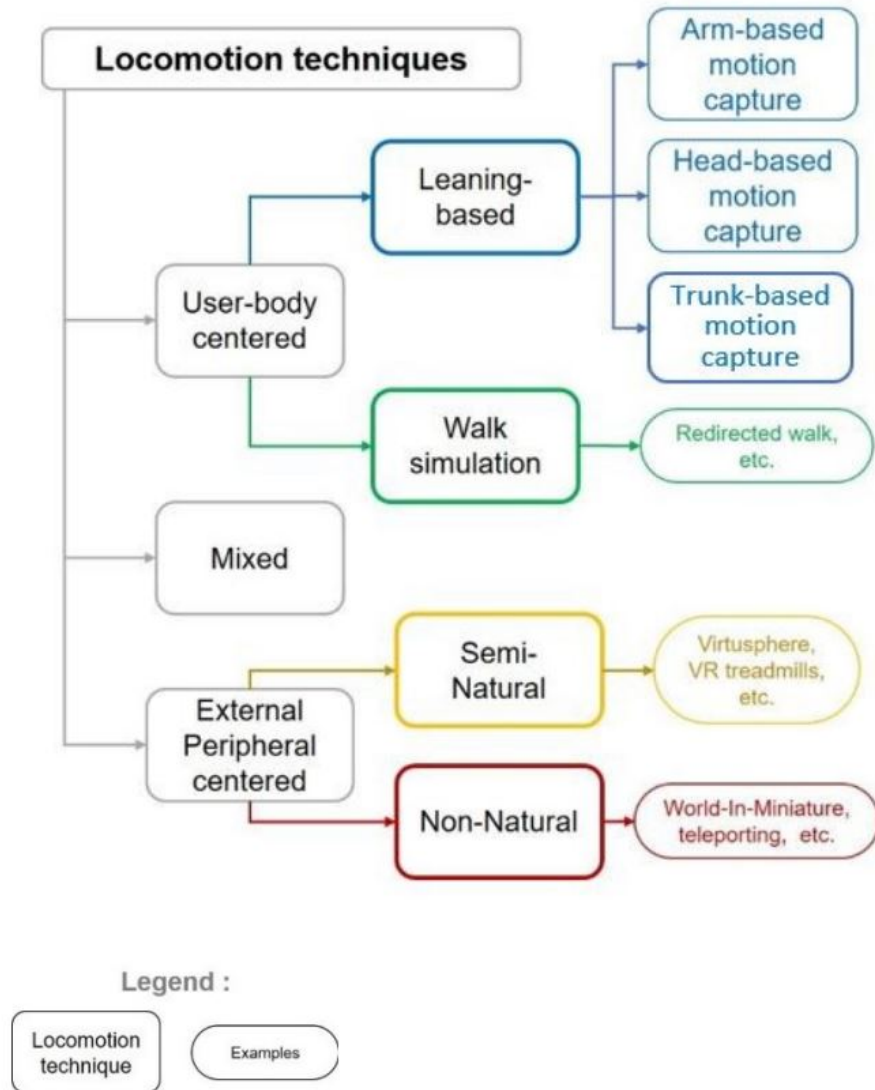 Locomotion techniques
Arm-based
motion
capture
Leaning-
based
Head-based
motion
capture
User-body
centered
Trunk-based
motion
capture
Walk
simulation
Redirected walk,
etc.
Mixed
Semi-
Natural
Virtusphere,
VR treadmills,
etc.
External
Peripheral
centered
Non-Natural
World-In-Miniature,
teleporting, etc.
Legend :
Locomotion
technique
Examples